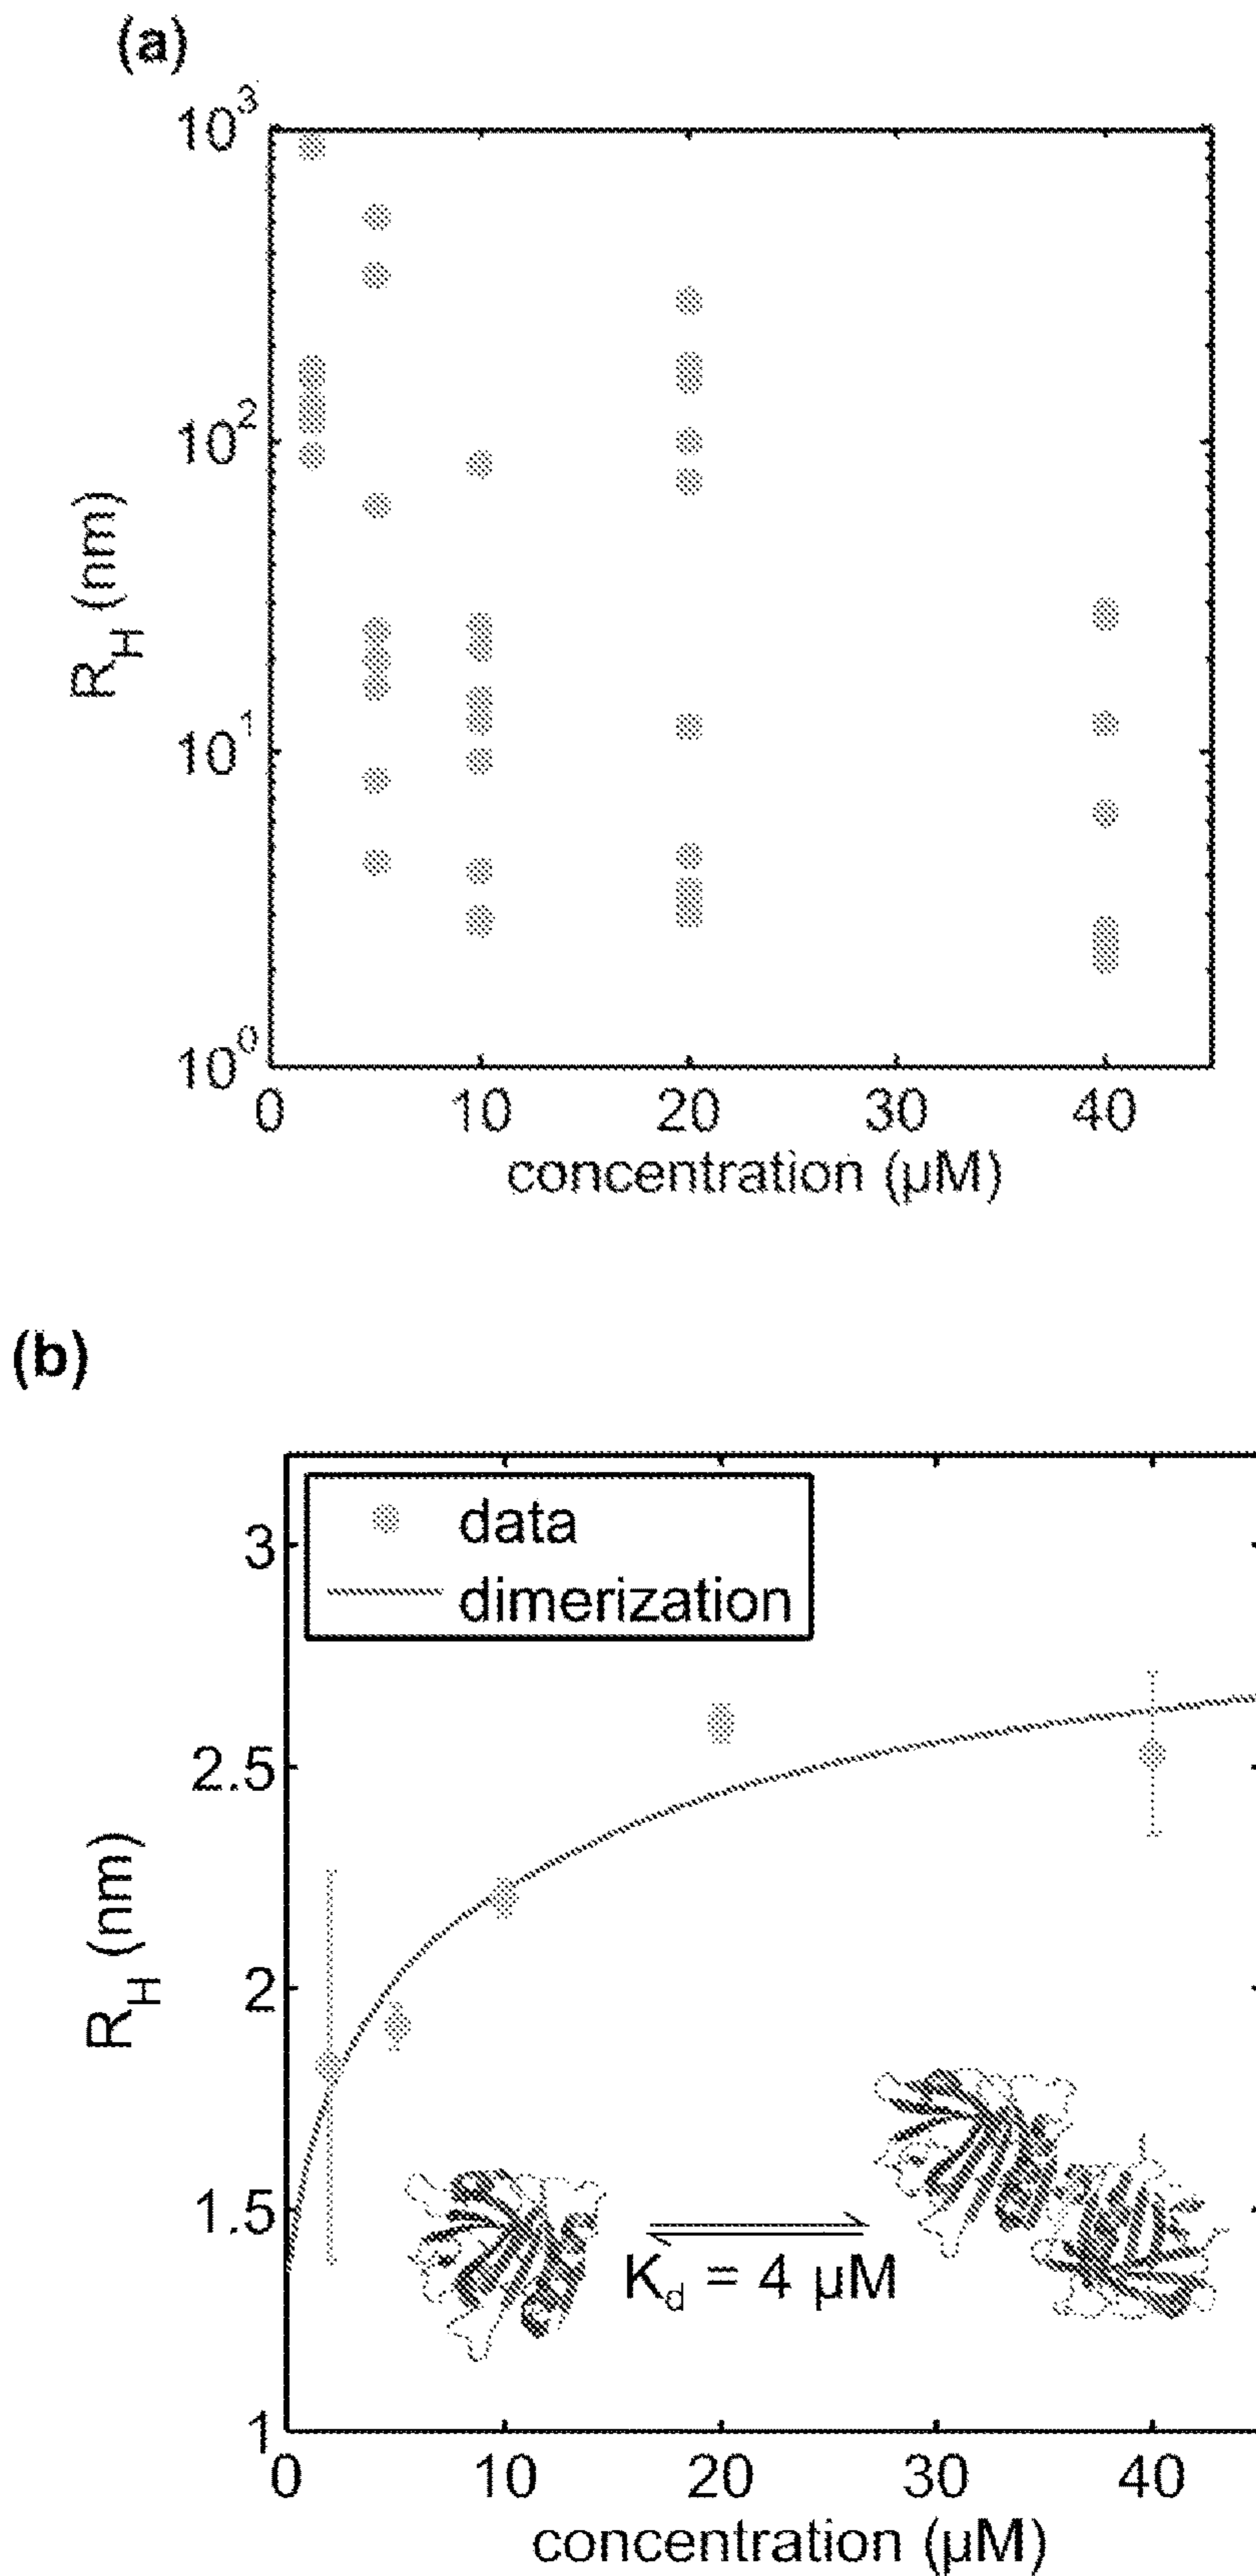 (a)
10³
10²
10¹
10⁰
R_H (nm)
0 10 20 30 40
concentration (µM)
(b)
data
dimerization
3
2.5
2
1.5
1
R_H (nm)
K_d = 4 µM
0 10 20 30 40
concentration (µM)